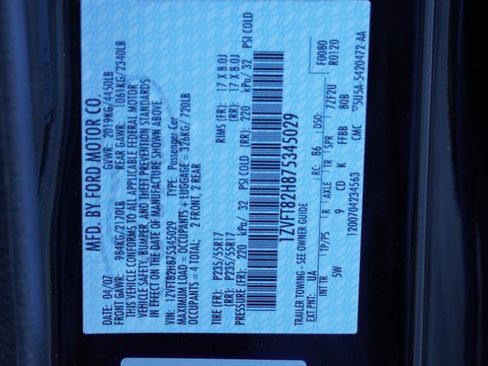 MFD. BY FORD MOTOR CO.
DATE: 04/07 GVWR: 2019KG/4450LB
FRONT GAWR: 984KG/2170LB REAR GAWR: 1061KG/2340LB
THIS VEHICLE CONFORMS TO ALL APPLICABLE FEDERAL MOTOR
VEHICLE SAFETY, BUMPER, AND THEFT PREVENTION STANDARDS
IN EFFECT ON THE DATE OF MANUFACTURE SHOWN ABOVE
VIN: 1ZVFT82H875345029 TYPE: Passenger Car
MAXIMUM LOAD = OCCUPANTS + LUGGAGE = 326KG / 720LB
OCCUPANTS = 4 TOTAL: 2 FRONT: 2 REAR
TIRE (FR): P235/55R17 RIMS (FR): 17 X 8.0J
TIRE (RR): P235/55R17 (RR): 17 X 8.0J
PRESSURE (FR): 220 kPa/ 32 PSI COLD (RR): 220 kPa/ 32 PSI COLD
1ZVFT82H875345029
TRAILER TOWING - SEE OWNER GUIDE F0080
EXT PNT: UA RC: 86 DSO: R0120
INT TR TP/PS R AXLE TR SPR 7ZF2U
5W 9 CD K FFBB 80B
1200704234563 CMC 5U5A-5420472-AA